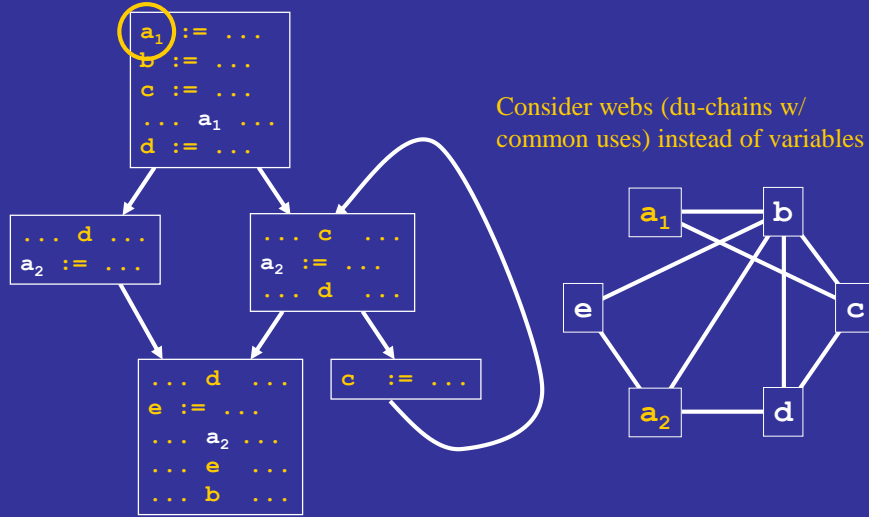 a₁ := ...
b := ...
c := ...
... a₁ ...
d := ...
Consider webs (du-chains w/
common uses) instead of variables
... d ...
a₂ := ...
... c ...
a₂ := ...
... d ...
... d ...
e := ...
... a₂ ...
... e ...
... b ...
c := ...
a₁ b
e c
a₂ d